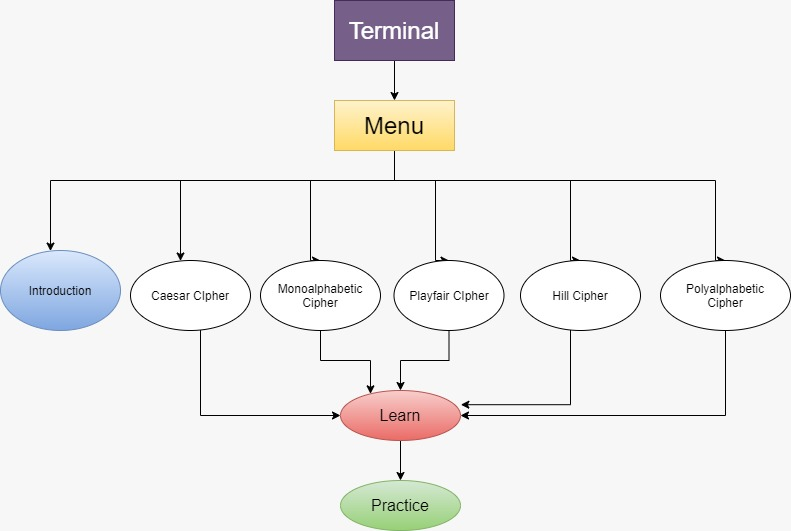 Terminal
Menu
Introduction
Caesar CIpher
Monoalphabetic
Cipher
Playfair CIpher
Hill Cipher
Polyalphabetic
Cipher
Learn
Practice